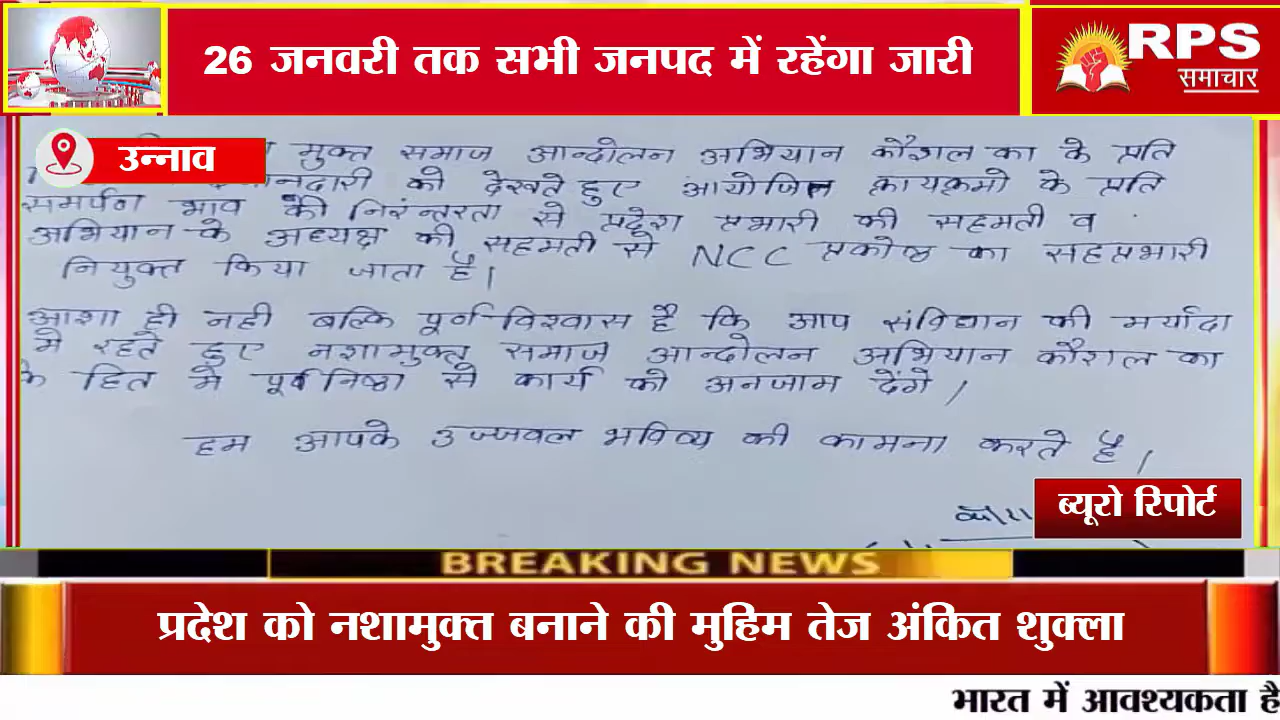 26 जनवरी तक सभी जनपद में रहेंगा जारी
RPS
समाचार
उन्नाव
मुक्त समाज आन्दोलन अभियान कौशल का के प्रति
को देखते हुए आयोजित कायक्रमो के प्रति
समर्पण भाव की निरंन्तरता से प्रदेश प्रभारी की सहमती व
अभियान के अध्यक्ष की सहमती से NCC प्रकोष्ठ का सहप्रभारी
नियुक्त किया जाता है।
आशा ही नही बल्कि पूर्ण विश्वास है कि आप संविधान की मर्यादा
मे रहते हुए नशामुक्त समाज आन्दोलन अभियान कौशल का
के हित मे पूर्ण निष्ठा से कार्य को अनजाम देंगे।
हम आपके उज्जवल भविष्य की कामना करते है।
ब्यूरो रिपोर्ट
BREAKING NEWS
प्रदेश को नशामुक्त बनाने की मुहिम तेज अंकित शुक्ला
भारत में आवश्यकता है